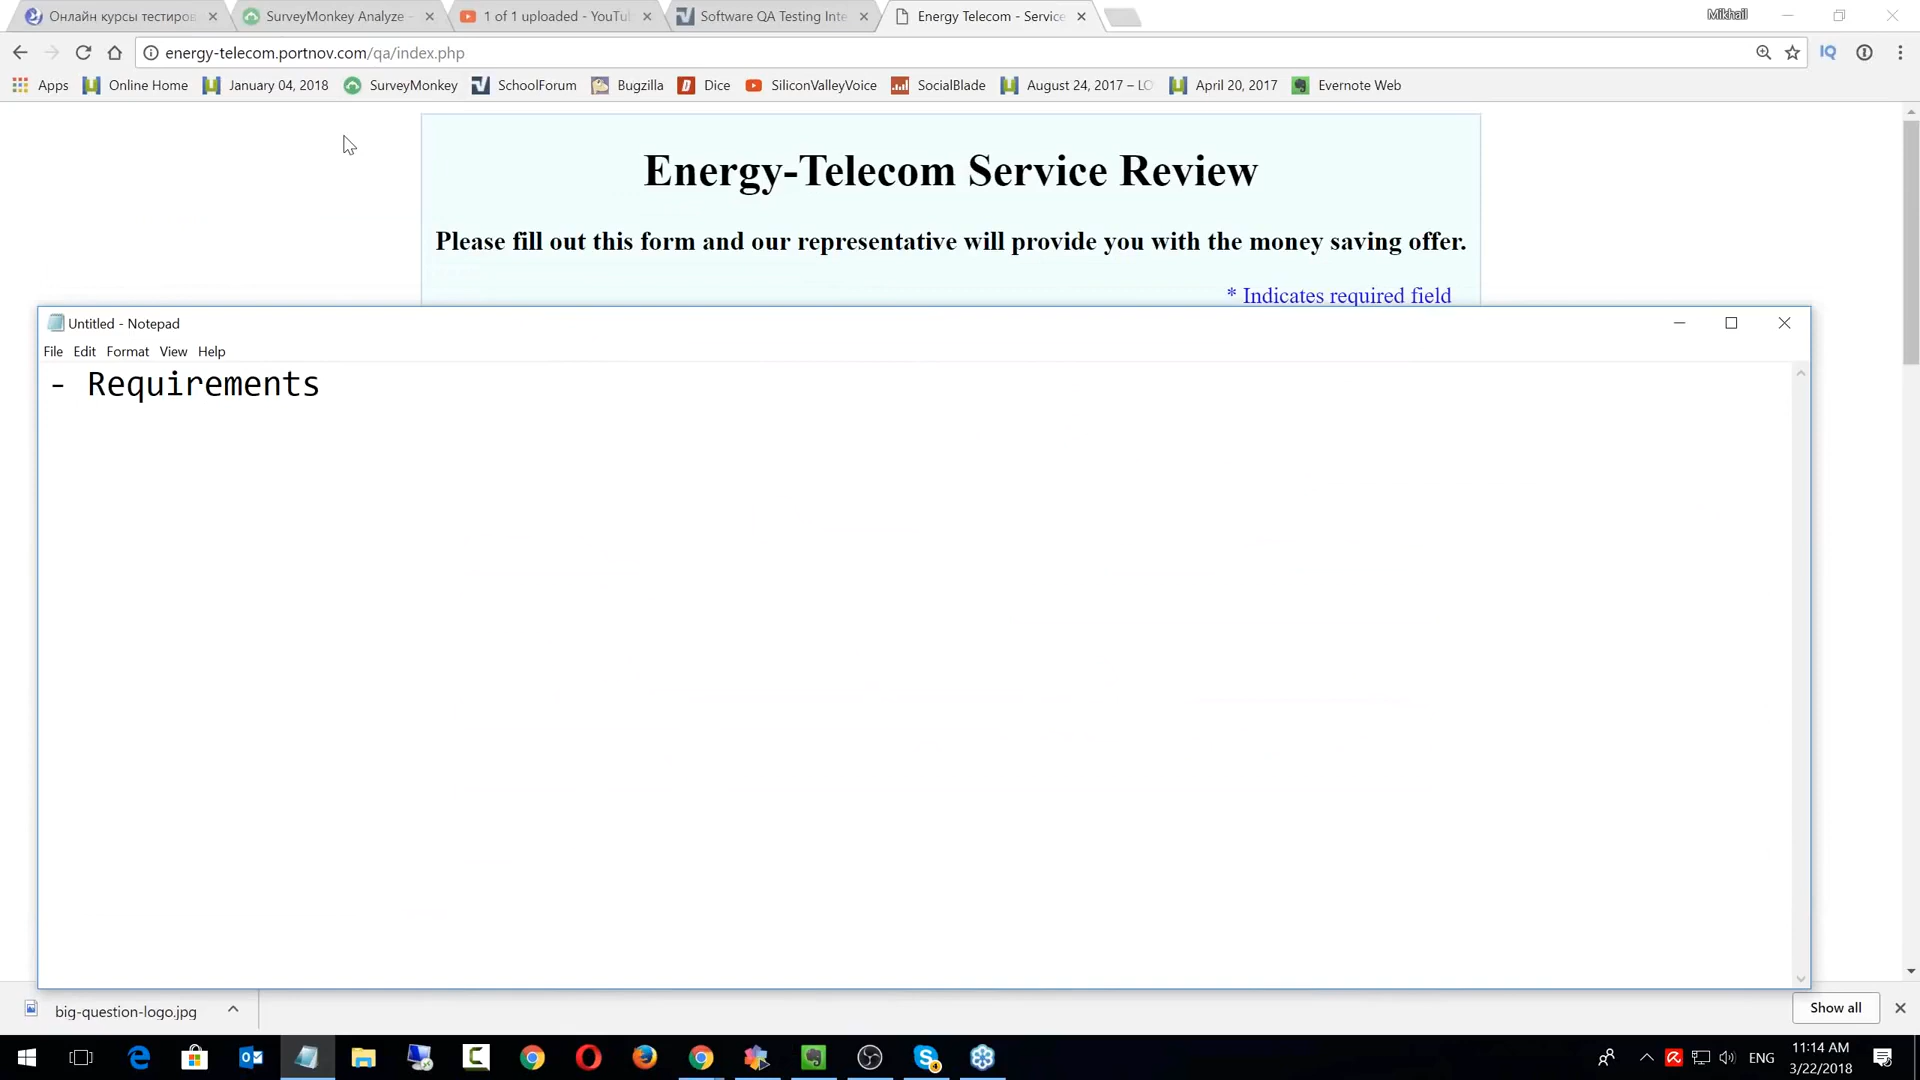 Онлайн курсы тестиров
SurveyMonkey Analyze -
1 of 1 uploaded - YouTu
Software QA Testing Inte
Energy Telecom - Service
Mikhail
energy-telecom.portnov.com/qa/index.php
Apps
Online Home
January 04, 2018
SurveyMonkey
SchoolForum
Bugzilla
Dice
SiliconValleyVoice
SocialBlade
August 24, 2017 – LO
April 20, 2017
Evernote Web
Energy-Telecom Service Review
Please fill out this form and our representative will provide you with the money saving offer.
* Indicates required field
Untitled - Notepad
File Edit Format View Help
- Requirements
big-question-logo.jpg
Show all
ENG
11:14 AM
3/22/2018